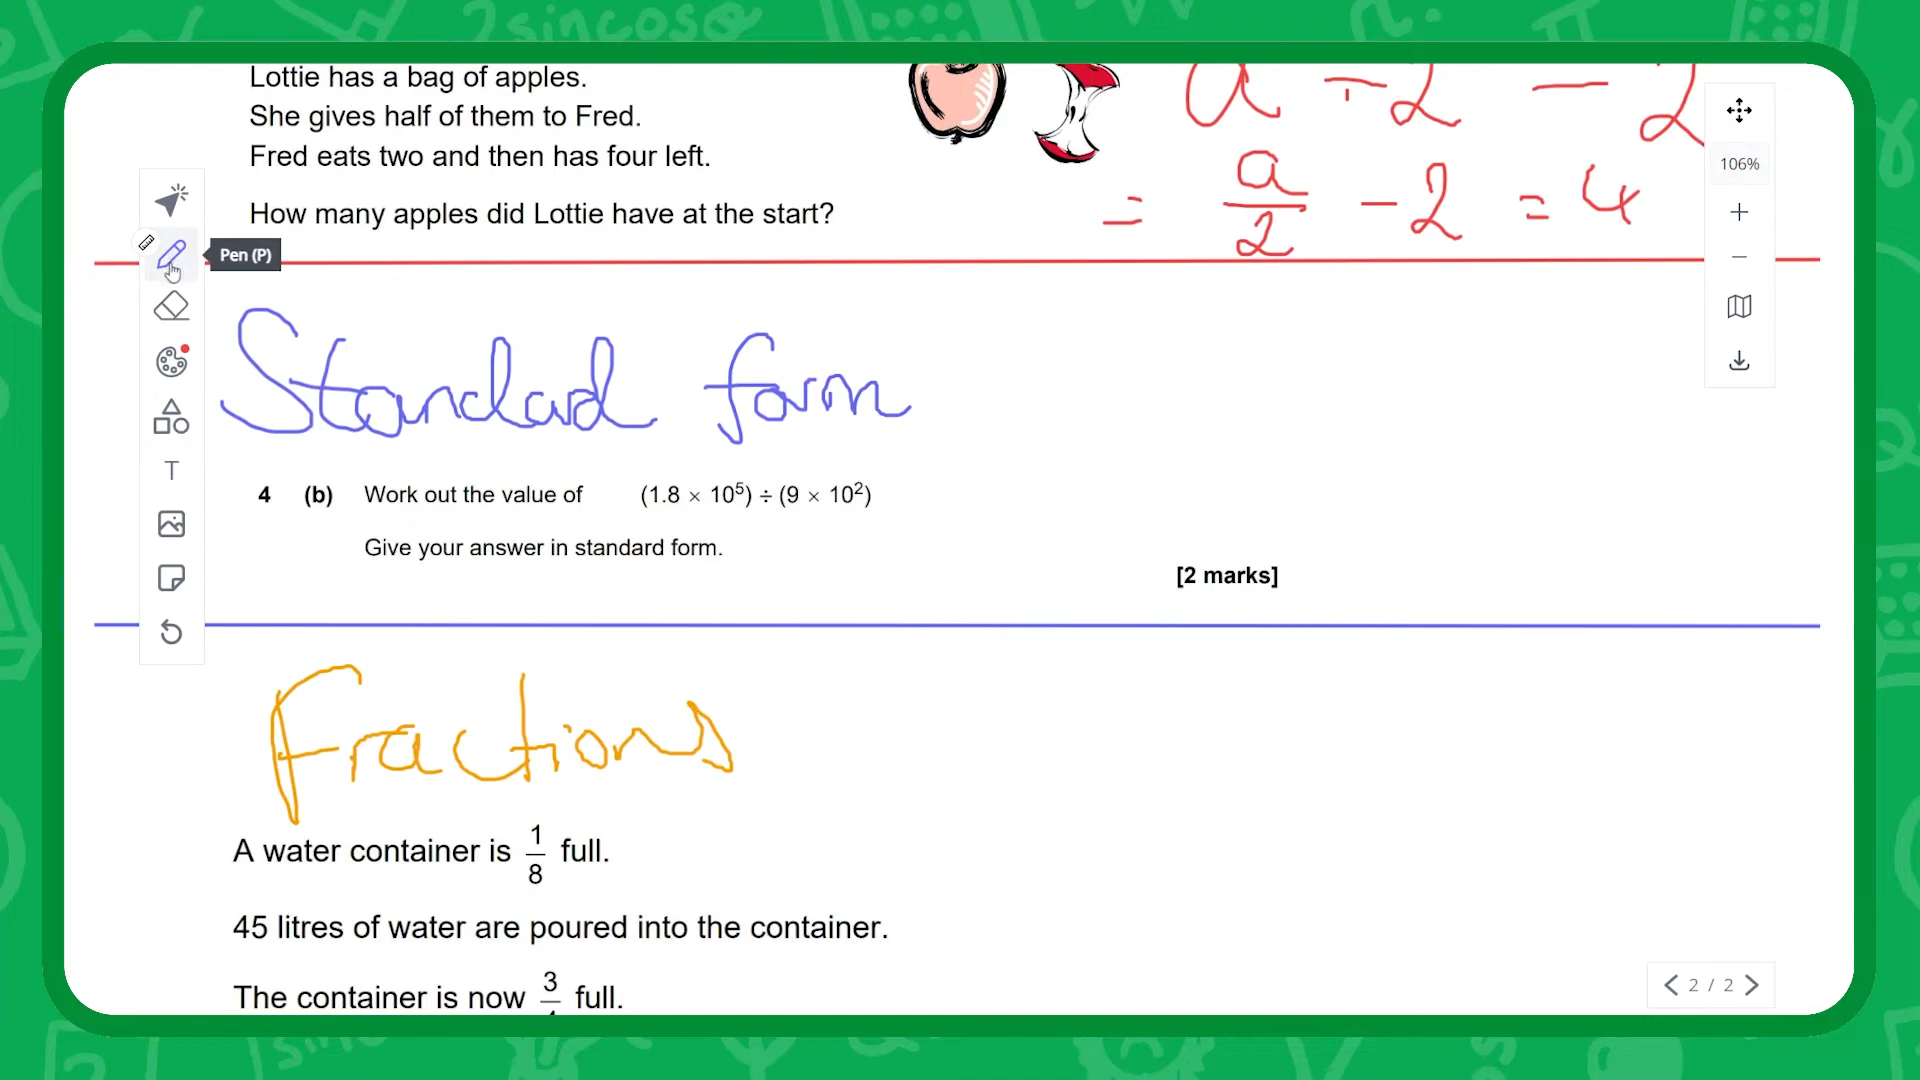 2sincosø
Lottie has a bag of apples.
She gives half of them to Fred.
Fred eats two and then has four left.
How many apples did Lottie have at the start?
a ÷ 2 - 2
= a/2 - 2 = 4
106%
Pen (P)
Standard form
4 (b) Work out the value of (1.8 × 10⁵) ÷ (9 × 10²)
Give your answer in standard form.
[2 marks]
Fractions
A water container is 1/8 full.
45 litres of water are poured into the container.
The container is now 3/4 full.
2 / 2